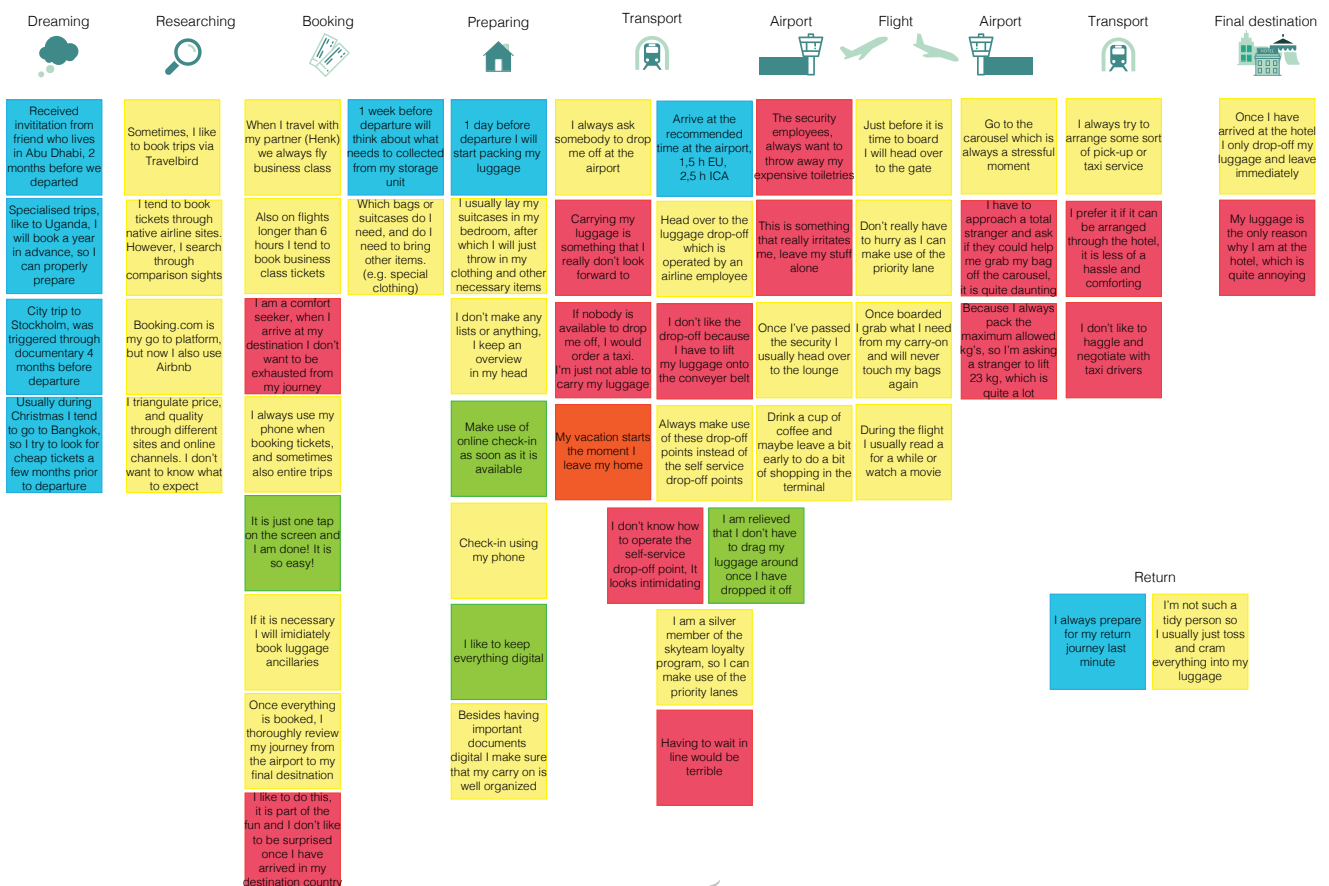 Dreaming
Researching
Booking
Preparing
Transport
Airport
Flight
Airport
Transport
Final destination
HOTEL
Received
invititation from
friend who lives
in Abu Dhabi, 2
months before we
departed
Specialised trips,
like to Uganda, I
will book a year
in advance, so I
can properly
prepare
City trip to
Stockholm, was
triggered through
documentary 4
months before
departure
Usually during
Christmas I tend
to go to Bangkok,
so I try to look for
cheap tickets a
few months prior
to departure
Sometimes, I like
to book trips via
Travelbird
I tend to book
tickets through
native airline sites.
However, I search
through
comparison sights
Booking.com is
my go to platform,
but now I also use
Airbnb
I triangulate price,
and quality
through different
sites and online
channels. I don't
want to know what
to expect
When I travel with
my partner (Henk)
we always fly
business class
Also on flights
longer than 6
hours I tend to
book business
class tickets
I am a comfort
seeker, when I
arrive at my
destination I don't
want to be
exhausted from
my journey
I always use my
phone when
booking tickets,
and sometimes
also entire trips
It is just one tap
on the screen and
I am done! It is
so easy!
If it is necessary
I will imidiately
book luggage
ancillaries
Once everything
is booked, I
thoroughly review
my journey from
the airport to my
final desitnation
I like to do this,
it is part of the
fun and I don't like
to be surprised
once I have
arrived in my
destination country
1 week before
departure will
think about what
needs to collected
from my storage
unit
Which bags or
suitcases do I
need, and do I
need to bring
other items.
(e.g. special
clothing)
1 day before
departure I will
start packing my
luggage
I usually lay my
suitcases in my
bedroom, after
which I will just
throw in my
clothing and other
necessary items
I don't make any
lists or anything,
I keep an
overview
in my head
Make use of
online check-in
as soon as it is
available
Check-in using
my phone
I like to keep
everything digital
Besides having
important
documents
digital I make sure
that my carry on is
well organized
I always ask
somebody to drop
me off at the
airport
Carrying my
luggage is
something that I
really don't look
forward to
If nobody is
available to drop
me off, I would
order a taxi.
I'm just not able to
carry my luggage
My vacation starts
the moment I
leave my home
Arrive at the
recommended
time at the airport,
1,5 h EU,
2,5 h ICA
Head over to the
luggage drop-off
which is
operated by an
airline employee
I don't like the
drop-off because
I have to lift
my luggage onto
the conveyer belt
Always make use
of these drop-off
points instead of
the self service
drop-off points
I don't know how
to operate the
self-service
drop-off point, It
looks intimidating
I am relieved
that I don't have
to drag my
luggage around
once I have
dropped it off
I am a silver
member of the
skyteam loyalty
program, so I can
make use of the
priority lanes
Having to wait in
line would be
terrible
The security
employees,
always want to
throw away my
expensive toiletries
This is something
that really irritates
me, leave my stuff
alone
Once I've passed
the security I
usually head over
to the lounge
Drink a cup of
coffee and
maybe leave a bit
early to do a bit
of shopping in the
terminal
Just before it is
time to board
I will head over
to the gate
Don't really have
to hurry as I can
make use of the
priority lane
Once boarded
I grab what I need
from my carry-on
and will never
touch my bags
again
During the flight
I usually read a
for a while or
watch a movie
Go to the
carousel which is
always a stressful
moment
I have to
approach a total
stranger and ask
if they could help
me grab my bag
off the carousel,
it is quite daunting
Because I always
pack the
maximum allowed
kg's, so I'm asking
a stranger to lift
23 kg, which is
quite a lot
I always try to
arrange some sort
of pick-up or
taxi service
I prefer it if it can
be arranged
through the hotel,
it is less of a
hassle and
comforting
I don't like to
haggle and
negotiate with
taxi drivers
Once I have
arrived at the hotel
I only drop-off my
luggage and leave
immediately
My luggage is
the only reason
why I am at the
hotel, which is
quite annoying
Return
I always prepare
for my return
journey last
minute
I'm not such a
tidy person so
I usually just toss
and cram
everything into my
luggage